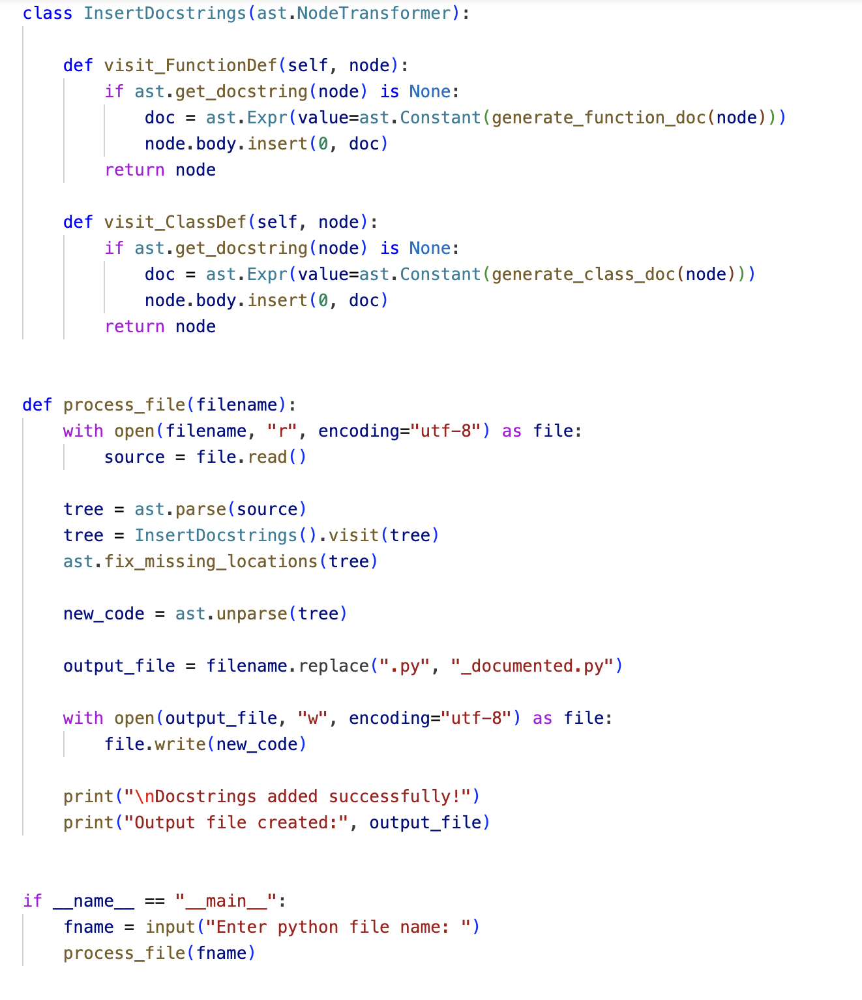 class InsertDocstrings(ast.NodeTransformer):
    def visit_FunctionDef(self, node):
        if ast.get_docstring(node) is None:
            doc = ast.Expr(value=ast.Constant(generate_function_doc(node)))
            node.body.insert(0, doc)
        return node
    def visit_ClassDef(self, node):
        if ast.get_docstring(node) is None:
            doc = ast.Expr(value=ast.Constant(generate_class_doc(node)))
            node.body.insert(0, doc)
        return node
def process_file(filename):
    with open(filename, "r", encoding="utf-8") as file:
        source = file.read()
    tree = ast.parse(source)
    tree = InsertDocstrings().visit(tree)
    ast.fix_missing_locations(tree)
    new_code = ast.unparse(tree)
    output_file = filename.replace(".py", "_documented.py")
    with open(output_file, "w", encoding="utf-8") as file:
        file.write(new_code)
    print("\nDocstrings added successfully!")
    print("Output file created:", output_file)
if __name__ == "__main__":
    fname = input("Enter python file name: ")
    process_file(fname)